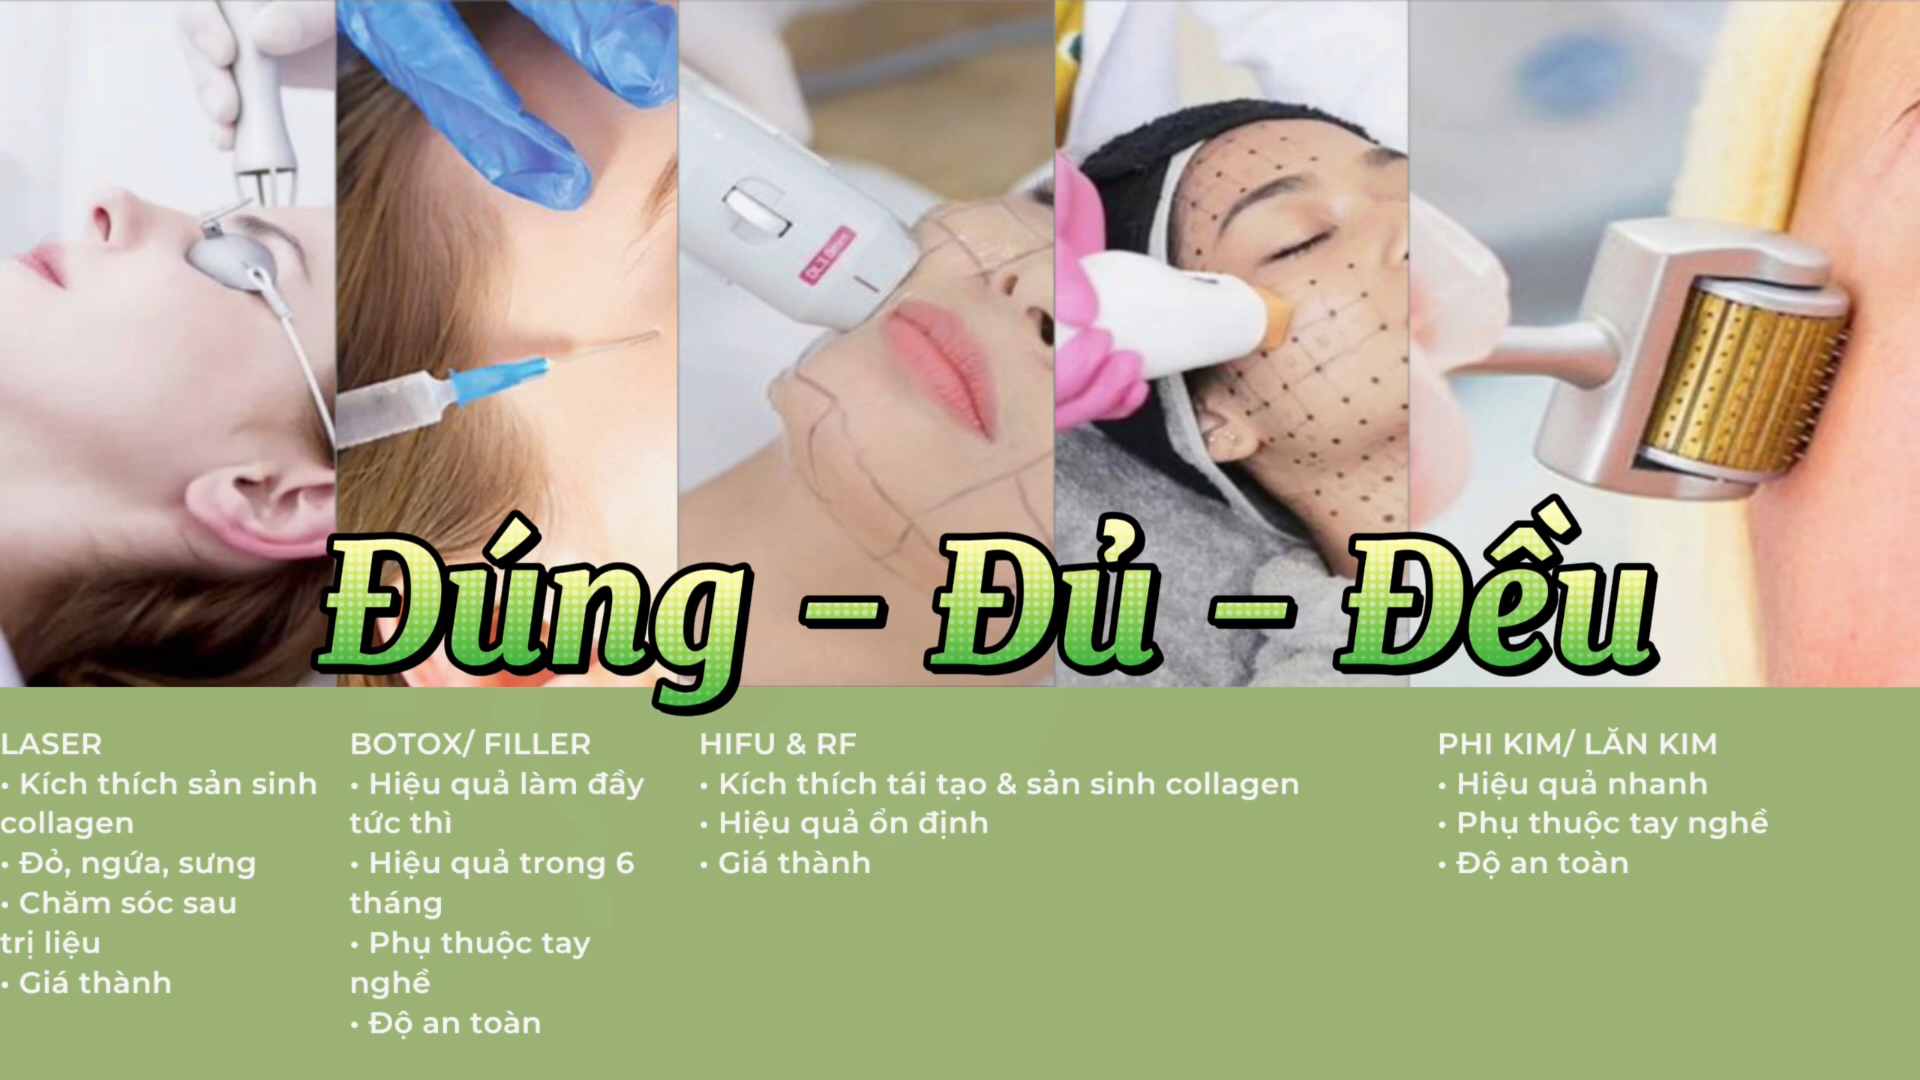 DL3.0mm
Đúng - Đủ - Đều
LASER
• Kích thích sản sinh
collagen
• Đỏ, ngứa, sưng
• Chăm sóc sau
trị liệu
• Giá thành
BOTOX/ FILLER
• Hiệu quả làm đầy
tức thì
• Hiệu quả trong 6
tháng
• Phụ thuộc tay
nghề
• Độ an toàn
HIFU & RF
• Kích thích tái tạo & sản sinh collagen
• Hiệu quả ổn định
• Giá thành
PHI KIM/ LĂN KIM
• Hiệu quả nhanh
• Phụ thuộc tay nghề
• Độ an toàn